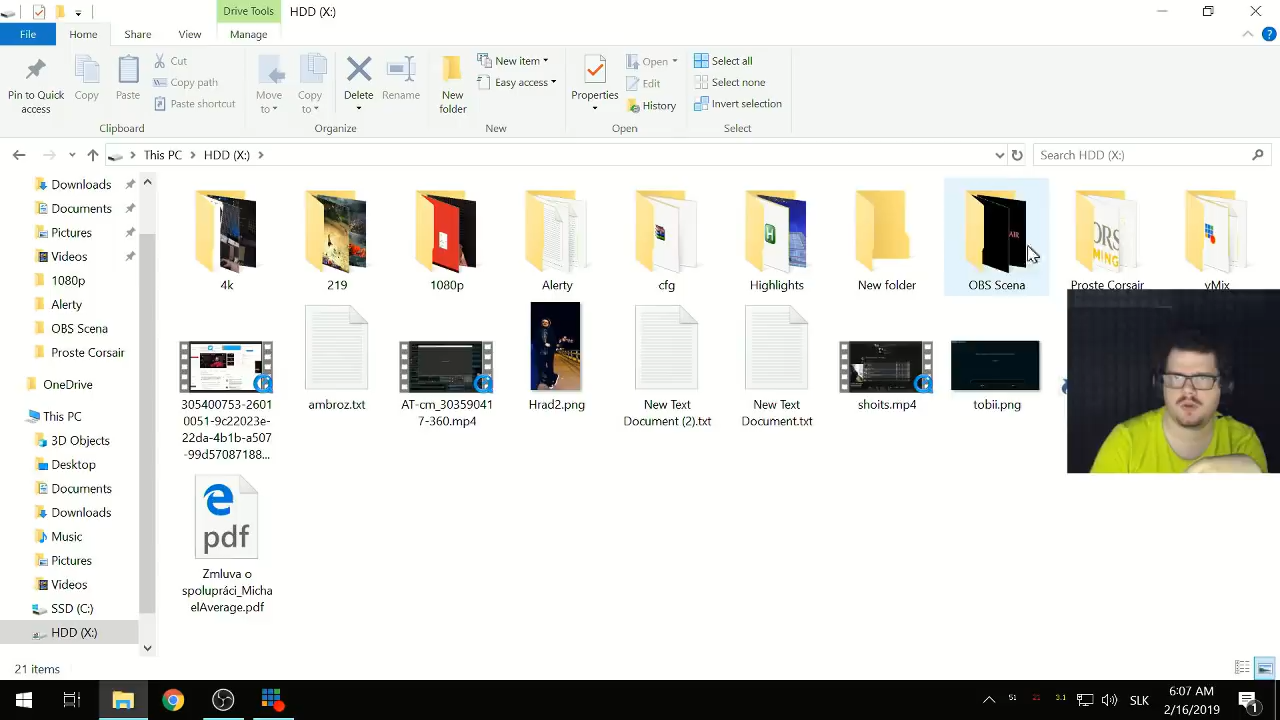 Drive Tools
HDD (X:)
File
Home
Share
View
Manage
Pin to Quick
access
Copy
Paste
Cut
Copy path
Paste shortcut
Clipboard
Move
to
Copy
to
Delete
Rename
Organize
New
folder
New item
Easy access
New
Properties
Open
Edit
History
Open
Select all
Select none
Invert selection
Select
This PC
HDD (X:)
Search HDD (X:)
Downloads
Documents
Pictures
Videos
1080p
Alerty
OBS Scena
Proste Corsair
OneDrive
This PC
3D Objects
Desktop
Documents
Downloads
Music
Pictures
Videos
SSD (C:)
HDD (X:)
4k
219
1080p
Alerty
cfg
Highlights
New folder
OBS Scena
Proste Corsair
vMix
305400753-2601
0051-9c22023e-
22da-4b1b-a507
-99d57087188...
ambroz.txt
AT-cm_30359041
7-360.mp4
Hrad2.png
New Text
Document (2).txt
New Text
Document.txt
shoits.mp4
tobii.png
pdf
Zmluva o
spolupráci_Micha
elAverage.pdf
21 items
51
21
3.1
SLK
6:07 AM
2/16/2019
1